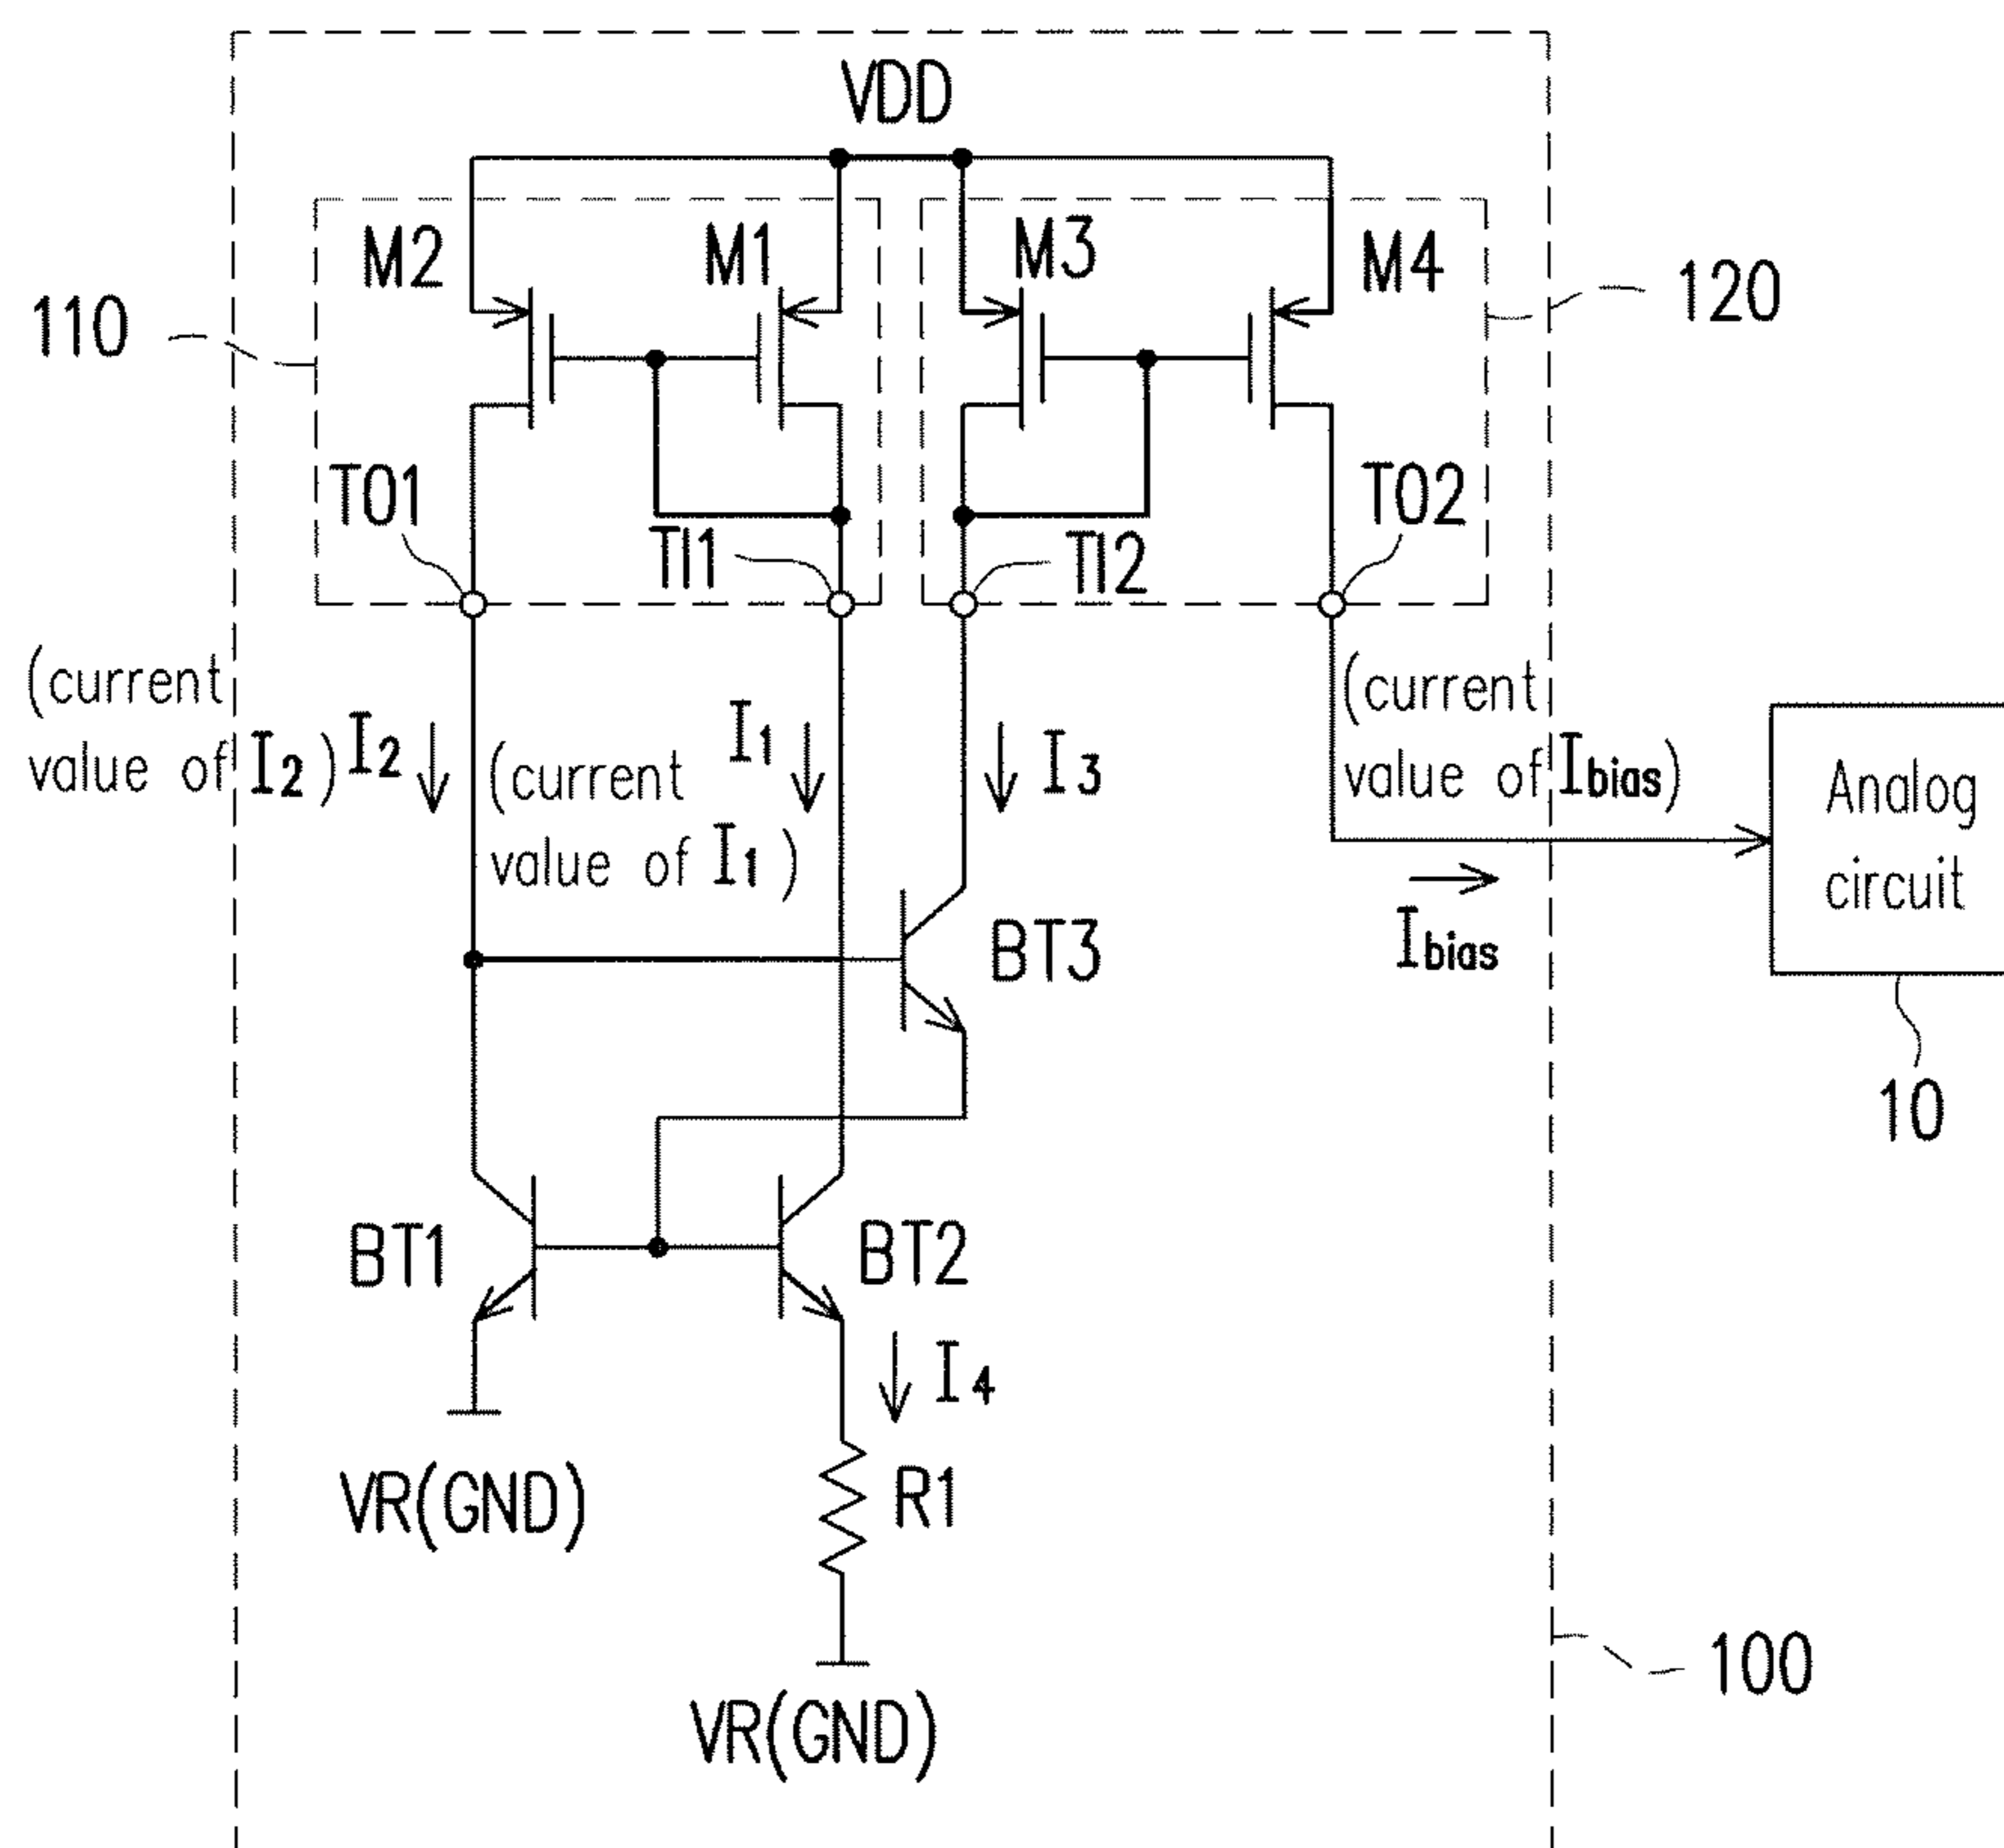 VDD
M2
M1
M3
M4
110
120
TO1
TI1
TI2
TO2
(current
value of I2)
I2
(current
value of I1)
I1
I3
(current
value of Ibias)
Ibias
Analog
circuit
10
BT3
BT1
BT2
I4
VR(GND)
R1
100
VR(GND)